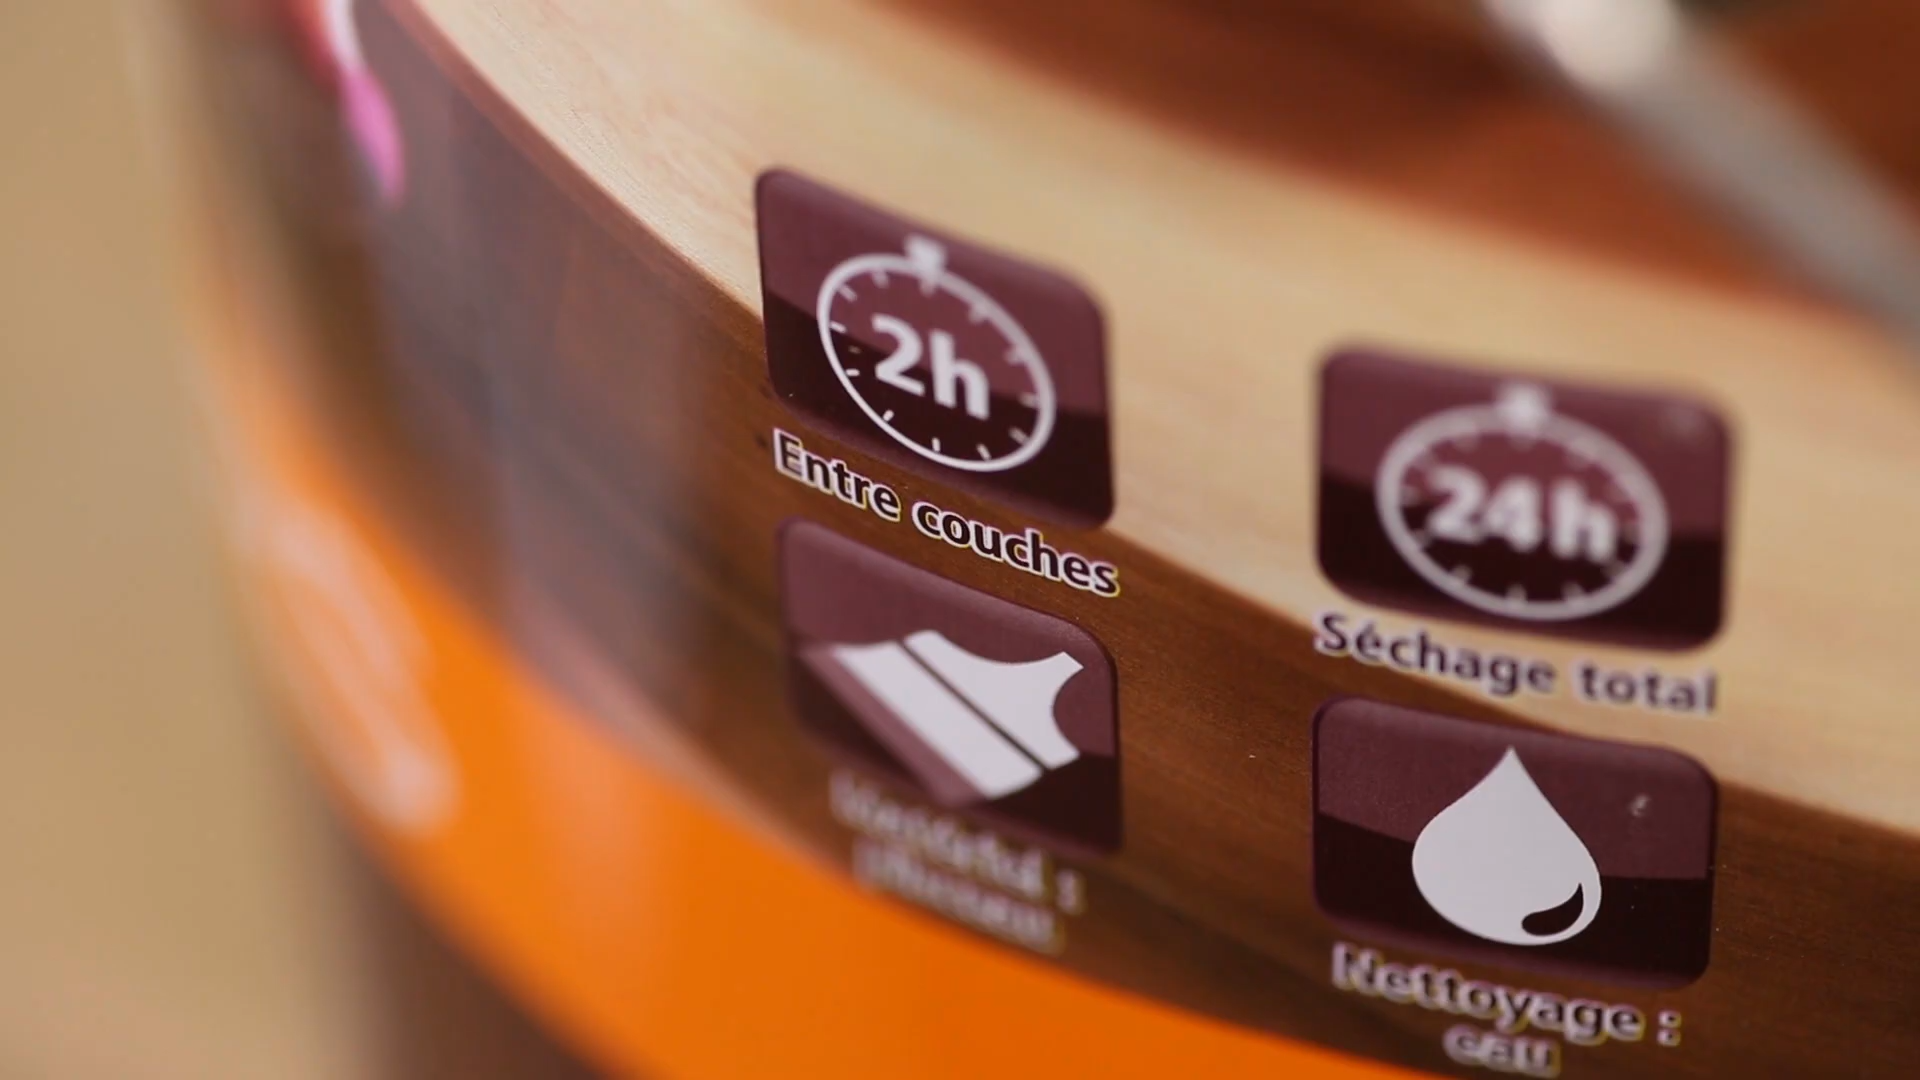 2h
Entre couches
24h
Séchage total
Nettoyage :
eau